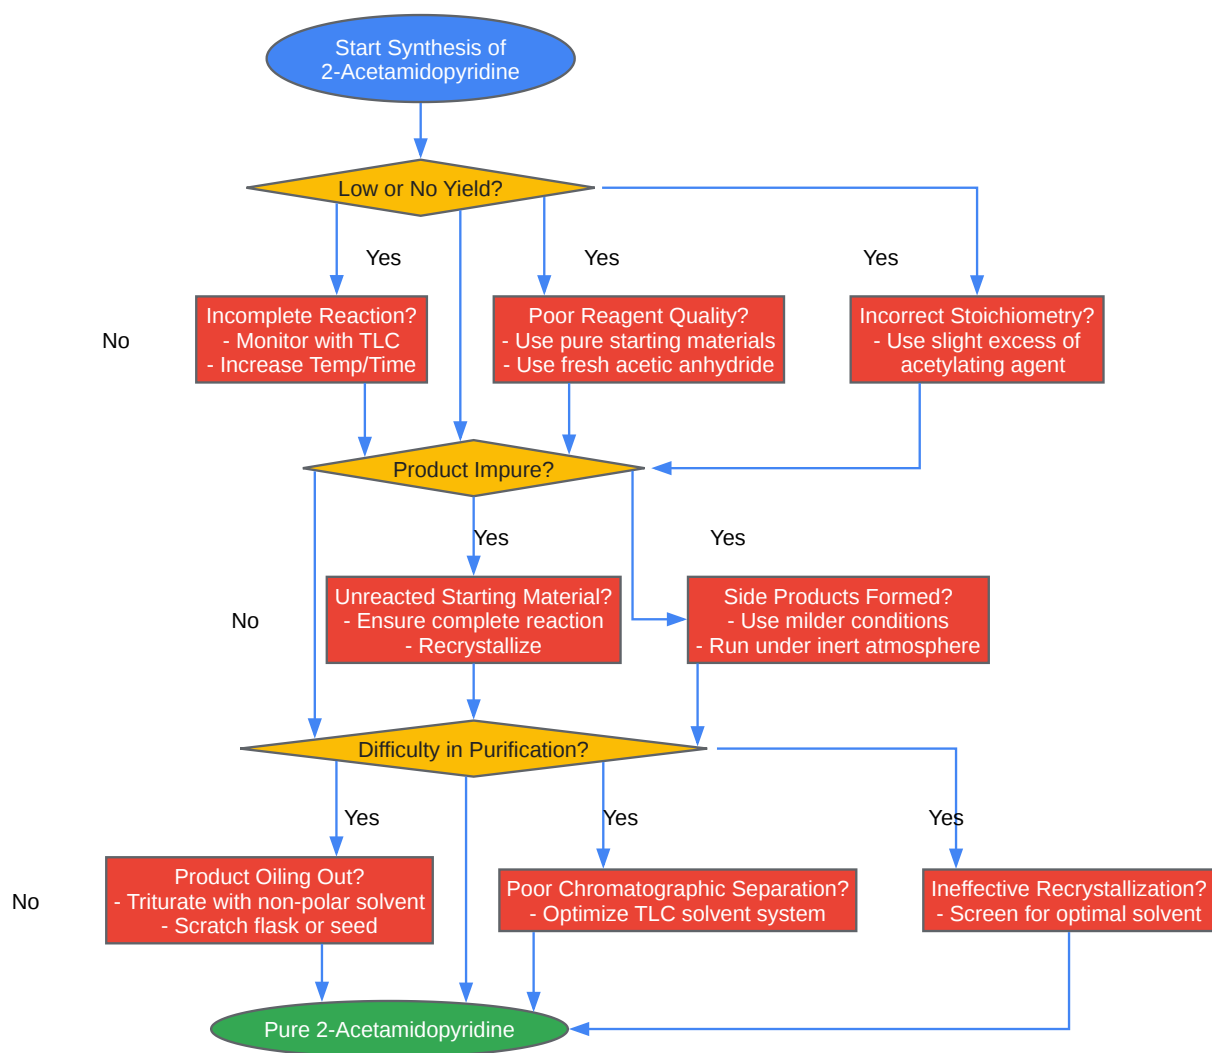 Start Synthesis of
2-Acetamidopyridine
Low or No Yield?
Yes
Yes
Yes
Incomplete Reaction?
- Monitor with TLC
- Increase Temp/Time
Poor Reagent Quality?
- Use pure starting materials
- Use fresh acetic anhydride
Incorrect Stoichiometry?
- Use slight excess of
acetylating agent
No
Product Impure?
Yes
Yes
Unreacted Starting Material?
- Ensure complete reaction
- Recrystallize
Side Products Formed?
- Use milder conditions
- Run under inert atmosphere
No
Difficulty in Purification?
Yes
Yes
Yes
Product Oiling Out?
- Triturate with non-polar solvent
- Scratch flask or seed
Poor Chromatographic Separation?
- Optimize TLC solvent system
Ineffective Recrystallization?
- Screen for optimal solvent
No
Pure 2-Acetamidopyridine